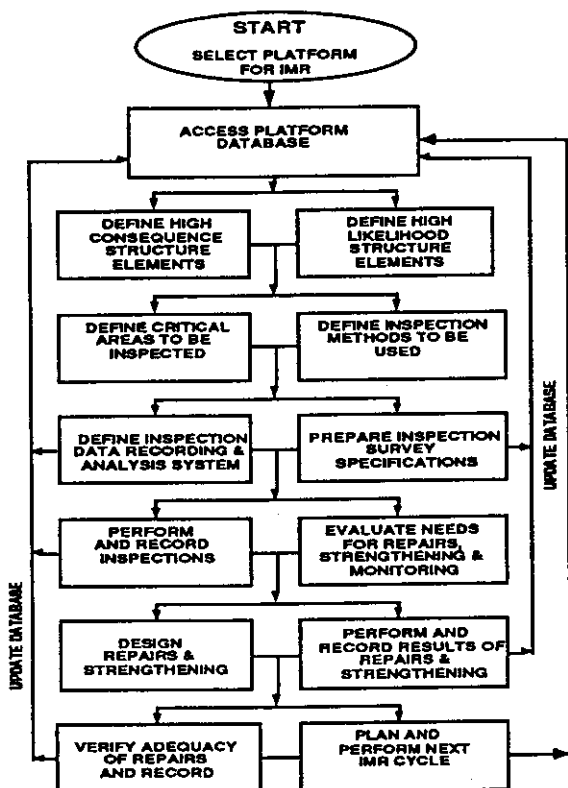 START
SELECT PLATFORM
FOR IMR
ACCESS PLATFORM
DATABASE
DEFINE HIGH
CONSEQUENCE
STRUCTURE
ELEMENTS
DEFINE HIGH
LIKELIHOOD
STRUCTURE
ELEMENTS
DEFINE CRITICAL
AREAS TO BE
INSPECTED
DEFINE INSPECTION
METHODS TO BE
USED
DEFINE INSPECTION
DATA RECORDING &
ANALYSIS SYSTEM
PREPARE INSPECTION
SURVEY
SPECIFICATIONS
PERFORM
AND RECORD
INSPECTIONS
EVALUATE NEEDS
FOR REPAIRS,
STRENGTHENING &
MONITORING
DESIGN
REPAIRS &
STRENGTHENING
PERFORM AND
RECORD RESULTS OF
REPAIRS &
STRENGTHENING
VERIFY ADEQUACY
OF REPAIRS
AND RECORD
PLAN AND
PERFORM NEXT
IMR CYCLE
UPDATE DATABASE
UPDATE DATABASE